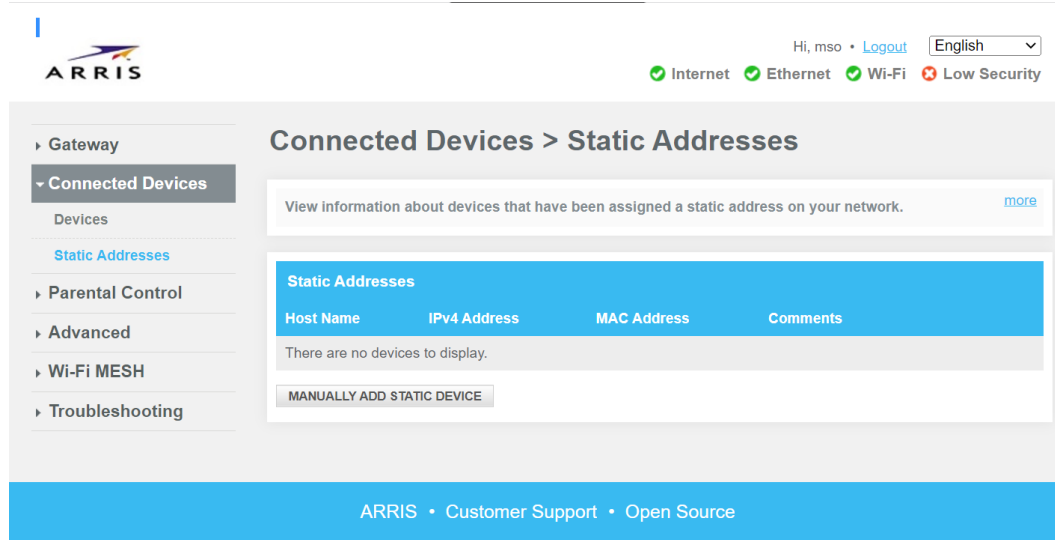 ARRIS
Hi, mso • Logout
English
Internet Ethernet Wi-Fi Low Security
Gateway
Connected Devices
Devices
Static Addresses
Parental Control
Advanced
Wi-Fi MESH
Troubleshooting
Connected Devices > Static Addresses
View information about devices that have been assigned a static address on your network.
more
Static Addresses
Host Name IPv4 Address MAC Address Comments
There are no devices to display.
MANUALLY ADD STATIC DEVICE
ARRIS • Customer Support • Open Source